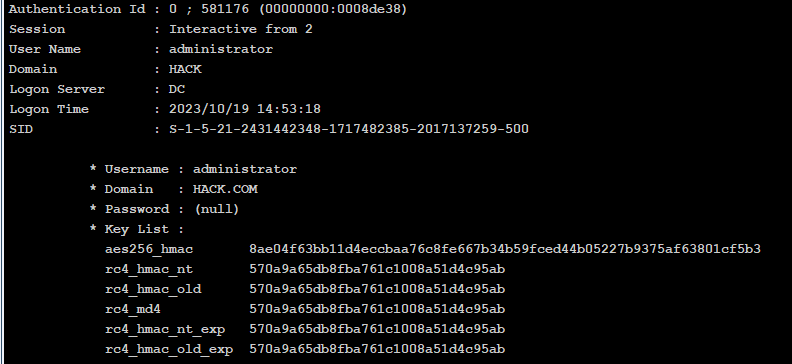 Authentication Id : 0 ; 581176 (00000000:0008de38)
Session : Interactive from 2
User Name : administrator
Domain : HACK
Logon Server : DC
Logon Time : 2023/10/19 14:53:18
SID : S-1-5-21-2431442348-1717482385-2017137259-500
* Username : administrator
* Domain : HACK.COM
* Password : (null)
* Key List :
aes256_hmac 8ae04f63bb11d4eccbaa76c8fe667b34b59fced44b05227b9375af63801cf5b3
rc4_hmac_nt 570a9a65db8fba761c1008a51d4c95ab
rc4_hmac_old 570a9a65db8fba761c1008a51d4c95ab
rc4_md4 570a9a65db8fba761c1008a51d4c95ab
rc4_hmac_nt_exp 570a9a65db8fba761c1008a51d4c95ab
rc4_hmac_old_exp 570a9a65db8fba761c1008a51d4c95ab